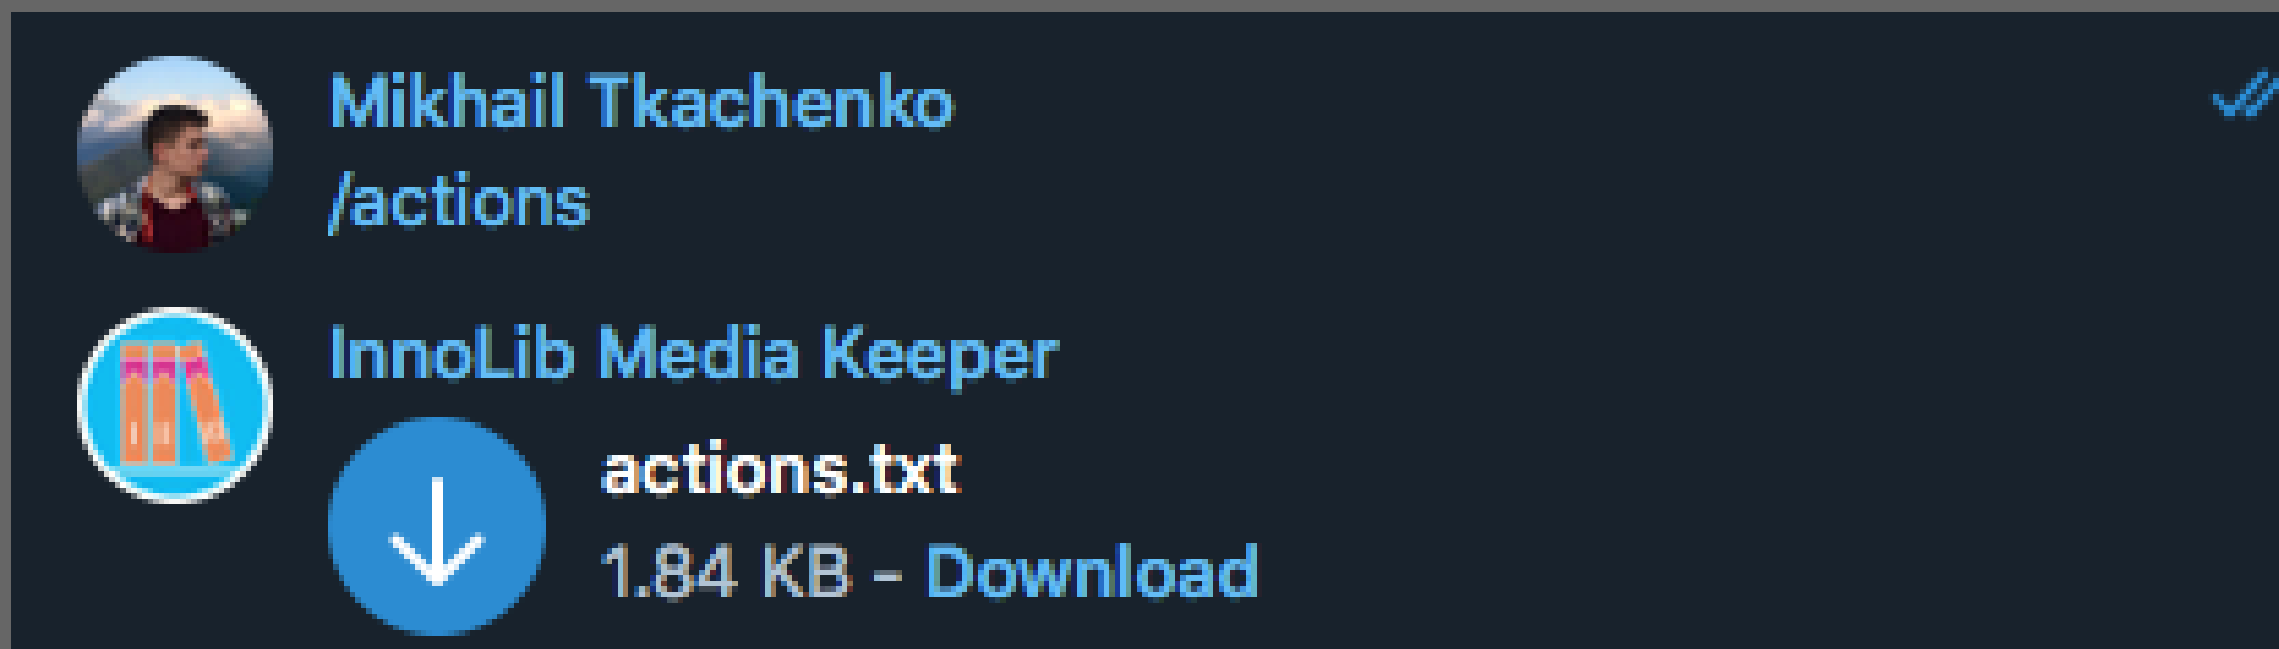 Mikhail Tkachenko
/actions
InnoLib Media Keeper
actions.txt
1.84 KB - Download